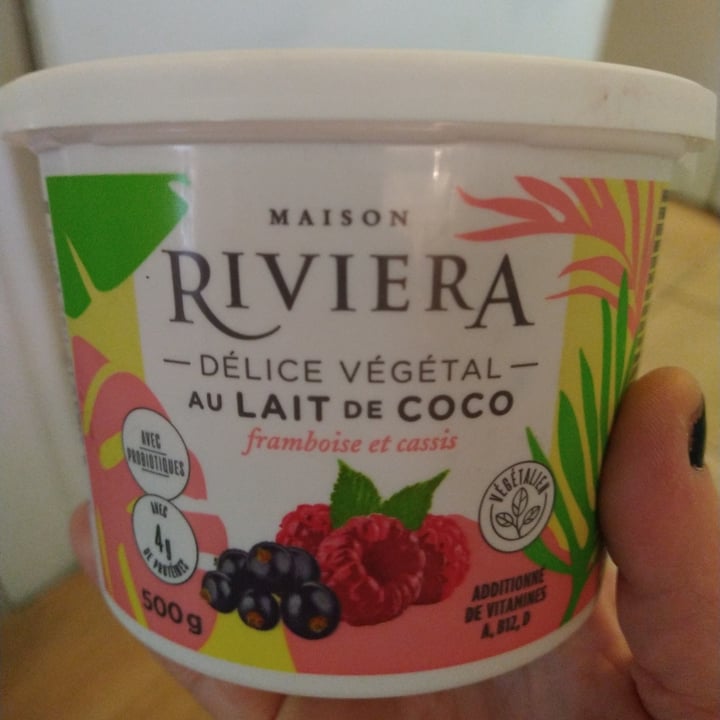 MAISON
RIVIERA
DÉLICE VÉGÉTAL
AU LAIT DE COCO
framboise et cassis
AVEC
PROBIOTIQUES
AVEC
4g
DE PROTÉINES
500g
VÉGÉTALIEN
ADDITIONNÉ
DE VITAMINES
A, B12, D